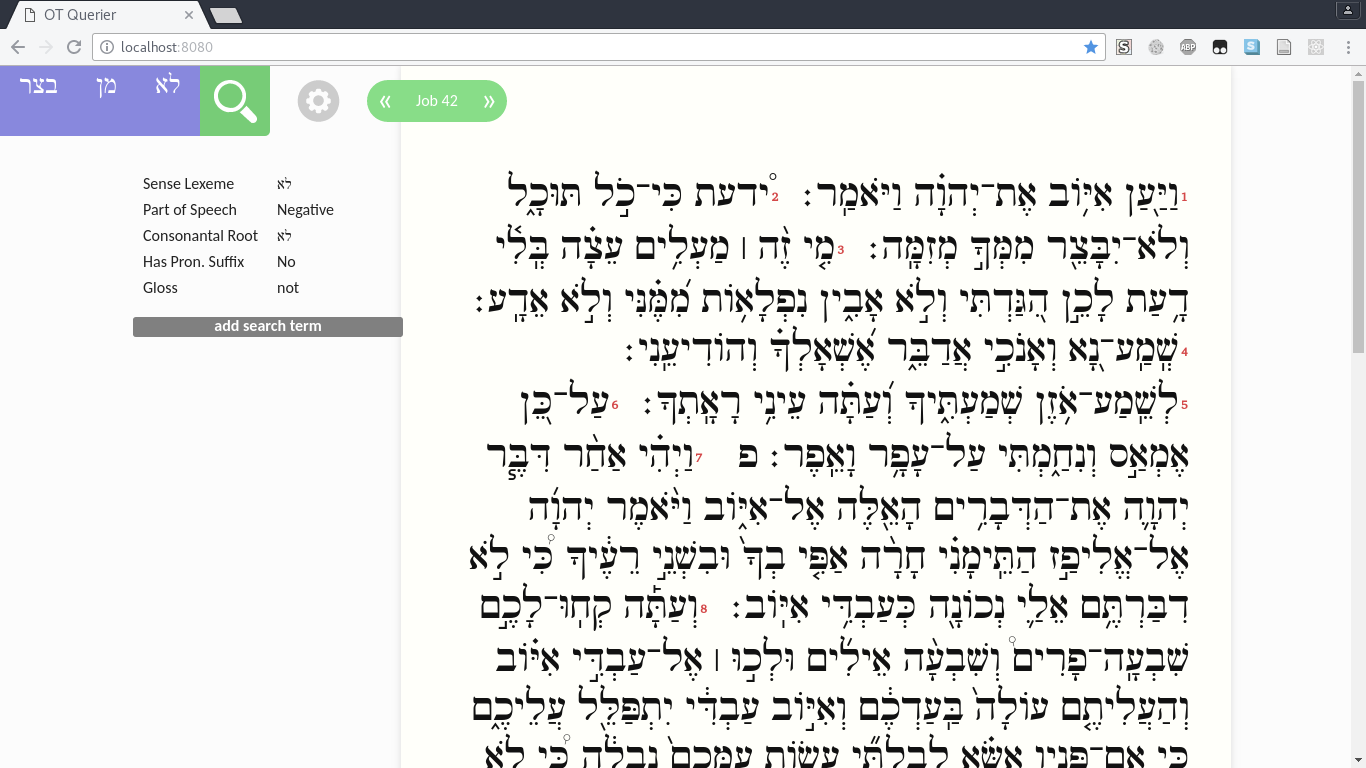 OT Querier
localhost:8080
לא מן בצר
« Job 42 »
Sense Lexeme לֹא
Part of Speech Negative
Consonantal Root לא
Has Pron. Suffix No
Gloss not
add search term
1 וַיַּ֖עַן אִיּ֥וֹב אֶת־יְהוָ֗ה וַיֹּאמַֽר׃ 2 ידעת כִּי־כֹ֣ל תּוּכָ֑ל
וְלֹא־יִבָּצֵ֖ר מִמְּךָ֣ מְזִמָּֽה׃ 3 מִ֤י זֶ֨ה ׀ מַעְלִ֥ים עֵצָ֗ה בְּֽלִ֫י
דָ֥עַת לָכֵ֣ן הִ֭גַּדְתִּי וְלֹ֣א אָבִ֑ין נִפְלָא֥וֹת מִ֝מֶּ֗נִּי וְלֹ֣א אֵדָֽע׃
4 שְֽׁמַֽע־נָ֭א וְאָנֹכִ֣י אֲדַבֵּ֑ר אֶ֝שְׁאָלְךָ֗ וְהוֹדִיעֵֽנִי׃
5 לְשֵֽׁמַע־אֹ֥זֶן שְׁמַעְתִּ֑יךָ וְ֝עַתָּ֗ה עֵינִ֥י רָאָֽתְךָ׃ 6 עַל־כֵּ֭ן
אֶמְאַ֣ס וְנִחַ֑מְתִּי עַל־עָפָ֥ר וָאֵֽפֶר׃ פ 7 וַיְהִ֗י אַחַ֨ר דִּבֶּ֧ר
יְהוָ֛ה אֶת־הַדְּבָרִ֥ים הָאֵ֖לֶּה אֶל־אִיּ֑וֹב וַיֹּ֨אמֶר יְהוָ֜ה
אֶל־אֱלִיפַ֣ז הַתֵּֽימָנִ֗י חָרָ֨ה אַפִּ֤י בְךָ֙ וּבִשְׁנֵ֣י רֵעֶ֔יךָ כִּ֠י לֹ֣א
דִבַּרְתֶּ֥ם אֵלַ֛י נְכוֹנָ֖ה כְּעַבְדִּ֥י אִיּֽוֹב׃ 8 וְעַתָּ֡ה קְחֽוּ־לָכֶ֣ם
שִׁבְעָֽה־פָרִים֩ וְשִׁבְעָ֨ה אֵילִ֜ים וּלְכ֣וּ ׀ אֶל־עַבְדִּ֣י אִיּ֗וֹב
וְהַעֲלִיתֶ֤ם עוֹלָה֙ בַּֽעַדְכֶ֔ם וְאִיּ֣וֹב עַבְדִּ֔י יִתְפַּלֵּ֖ל עֲלֵיכֶ֑ם
כִּ֧י אִם־פָּנָ֣יו אֶשָּׂ֗א לְבִלְתִּ֞י עֲשׂ֤וֹת עִמָּכֶם֙ נְבָלָ֔ה כִּ֠י לֹ֣א